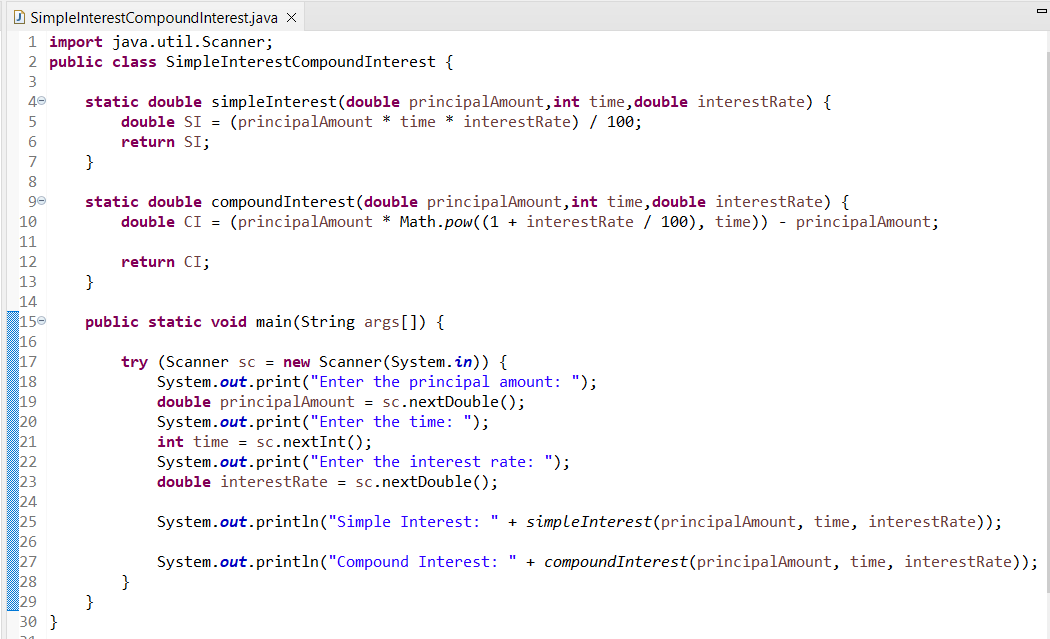 SimpleInterestCompoundInterest.java
1 import java.util.Scanner;
2 public class SimpleInterestCompoundInterest {
3
4     static double simpleInterest(double principalAmount,int time,double interestRate) {
5         double SI = (principalAmount * time * interestRate) / 100;
6         return SI;
7     }
8
9     static double compoundInterest(double principalAmount,int time,double interestRate) {
10         double CI = (principalAmount * Math.pow((1 + interestRate / 100), time)) - principalAmount;
11
12         return CI;
13     }
14
15     public static void main(String args[]) {
16
17         try (Scanner sc = new Scanner(System.in)) {
18             System.out.print("Enter the principal amount: ");
19             double principalAmount = sc.nextDouble();
20             System.out.print("Enter the time: ");
21             int time = sc.nextInt();
22             System.out.print("Enter the interest rate: ");
23             double interestRate = sc.nextDouble();
24
25             System.out.println("Simple Interest: " + simpleInterest(principalAmount, time, interestRate));
26
27             System.out.println("Compound Interest: " + compoundInterest(principalAmount, time, interestRate));
28         }
29     }
30 }